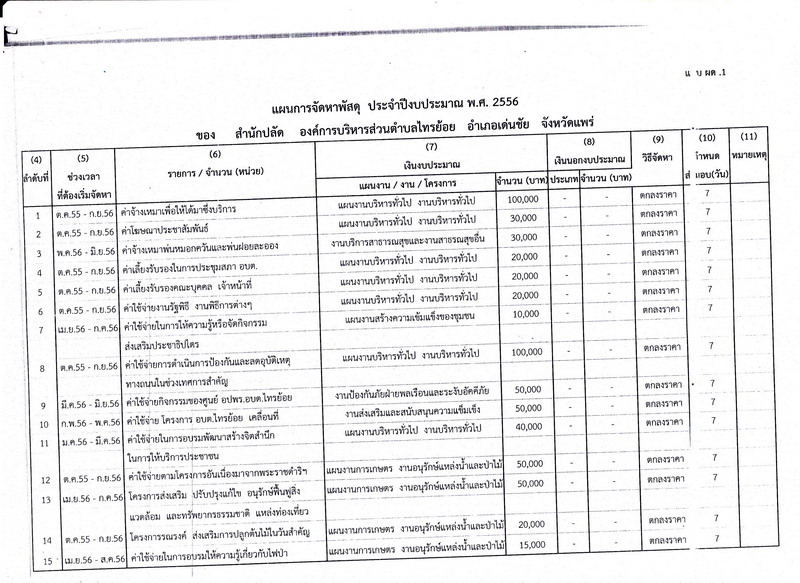 แ บ ผด .1
แผนการจัดหาพัสดุ ประจำปีงบประมาณ พ.ศ. 2556
ของ สำนักปลัด องค์การบริหารส่วนตำบลไทรย้อย อำเภอเด่นชัย จังหวัดแพร่
(4) (5) (6) (7) (8) (9) (10) (11)
ลำดับที่ ช่วงเวลา รายการ / จำนวน (หน่วย) เงินงบประมาณ เงินนอกงบประมาณ วิธีจัดหา กำหนด หมายเหตุ
ที่ต้องเริ่มจัดหา แผนงาน / งาน / โครงการ จำนวน (บาท) ประเภท จำนวน (บาท) ส่ มอบ(วัน)
1 ต.ค.55 - ก.ย.56 ค่าจ้างเหมาเพื่อให้ได้มาซึ่งบริการ แผนงานบริหารทั่วไป งานบริหารทั่วไป 100,000 - - ตกลงราคา 7
2 ต.ค.55 - ก.ย.56 ค่าโฆษณาประชาสัมพันธ์ แผนงานบริหารทั่วไป งานบริหารทั่วไป 30,000 - - ตกลงราคา 7
3 พ.ค.56 - มิ.ย.56 ค่าจ้างเหมาพ่นหมอกควันและพ่นฝอยละออง งานบริการสาธารณสุขและงานสาธารณสุขอื่น 30,000 - - ตกลงราคา 7
4 ต.ค.55 - ก.ย.56 ค่าเลี้ยงรับรองในการประชุมสภา อบต. แผนงานบริหารทั่วไป งานบริหารทั่วไป 20,000 - - ตกลงราคา 7
5 ต.ค.55 - ก.ย.56 ค่าเลี้ยงรับรองคณะบุคคล เจ้าหน้าที่ แผนงานบริหารทั่วไป งานบริหารทั่วไป 20,000 - - ตกลงราคา 7
6 ต.ค.55 - ก.ย.56 ค่าใช้จ่ายงานรัฐพิธี งานพิธีการต่างๆ แผนงานบริหารทั่วไป งานบริหารทั่วไป 20,000 - - ตกลงราคา 7
7 เม.ย.56 - ก.ค.56 ค่าใช้จ่ายในการให้ความรู้หรือจัดกิจกรรม แผนงานสร้างความเข้มแข็งของชุมชน 10,000 - - ตกลงราคา 7
ส่งเสริมประชาธิปไตร
8 ต.ค.55 - ก.ย.56 ค่าใช้จ่ายการดำเนินการป้องกันและลดอุบัติเหตุ แผนงานบริหารทั่วไป งานบริหารทั่วไป 100,000 - - ตกลงราคา 7
ทางถนนในช่วงเทศการสำคัญ
9 มี.ค.56 - มิ.ย.56 ค่าใช้จ่ายกิจกรรมของศูนย์ อปพร.อบต.ไทรย้อย งานป้องกันภัยฝ่ายพลเรือนและระงับอัคคีภัย 50,000 - - ตกลงราคา 7
10 ก.พ.56 - พ.ค.56 ค่าใช้จ่าย โครงการ อบต.ไทรย้อย เคลื่อนที่ งานส่งเสริมและสนับสนุนความแข็มเข็ง 50,000 - - ตกลงราคา 7
11 ม.ค.56 - มี.ค.56 ค่าใช้จ่ายในการอบรมพัฒนาสร้างจิตสำนึก แผนงานบริหารทั่วไป งานบริหารทั่วไป 40,000 - - ตกลงราคา 7
ในการให้บริการประชาชน
12 ต.ค.55 - ก.ย.56 ค่าใช้จ่ายตามโครงการอันเนื่องมาจากพระราชดำริฯ แผนงานการเกษตร งานอนุรักษ์แหล่งน้ำและป่าไม้ 50,000 - - ตกลงราคา 7
13 เม.ย.56 - ก.ค.56 โครงการส่งเสริม ปรับปรุงแก้ไข อนุรักษ์ฟื้นฟูสิ่ง แผนงานการเกษตร งานอนุรักษ์แหล่งน้ำและป่าไม้ 50,000 - - ตกลงราคา 7
แวดล้อม และทรัพยากรธรรมชาติ แหล่งท่องเที่ยว
14 ต.ค.55 - ก.ย.56 โครงการรณรงค์ ส่งเสริมการปลูกต้นไม้ในวันสำคัญ แผนงานการเกษตร งานอนุรักษ์แหล่งน้ำและป่าไม้ 20,000 - - ตกลงราคา 7
15 เม.ย.56 - ส.ค.56 ค่าใช้จ่ายในการอบรมให้ความรู้เกี่ยวกับไฟป่า แผนงานการเกษตร งานอนุรักษ์แหล่งน้ำและป่าไม้ 15,000 - - ตกลงราคา 7